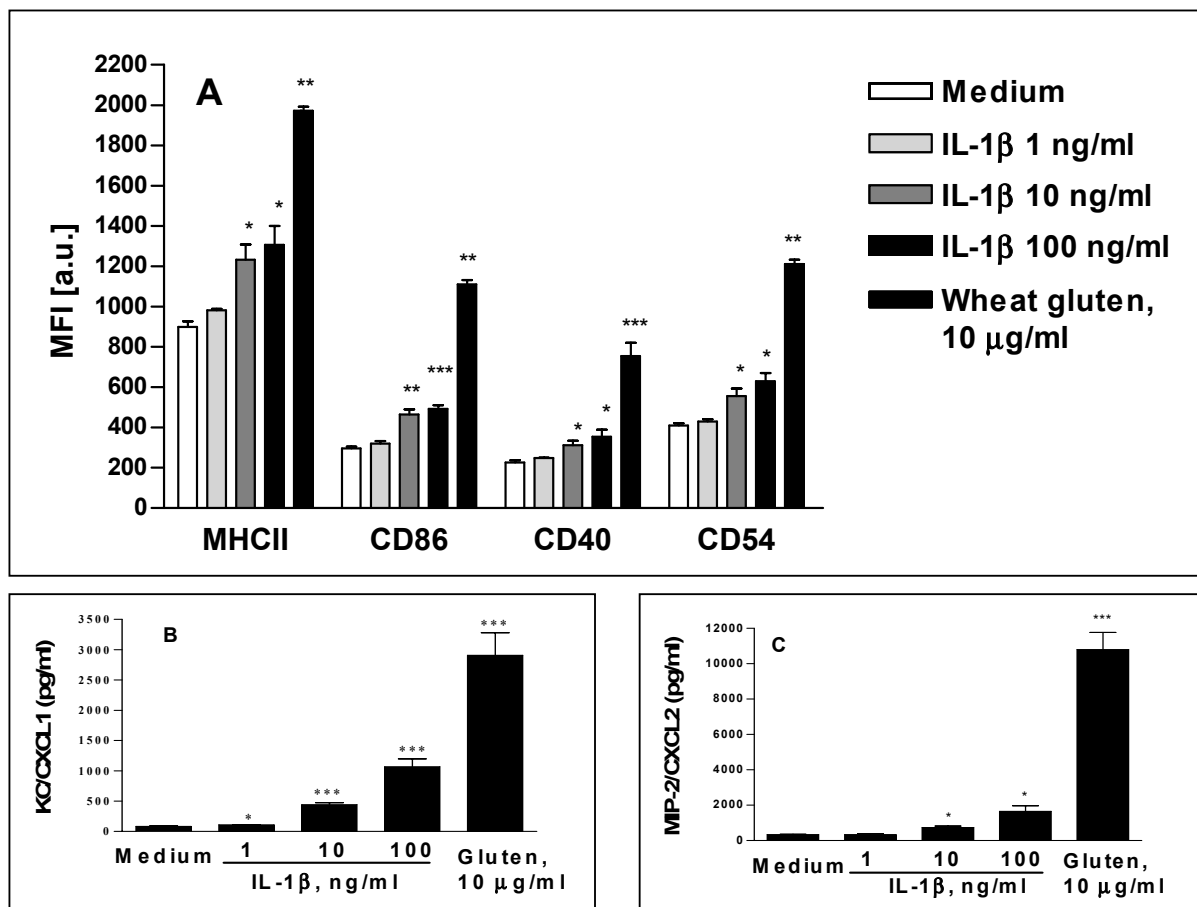 A
2200
2000
1800
1600
1400
1200
1000
800
600
400
200
0
MFI [a.u.]
** 
* *
**
** ***
***
* *
**
* *
MHCII CD86 CD40 CD54
Medium
IL-1β 1 ng/ml
IL-1β 10 ng/ml
IL-1β 100 ng/ml
Wheat gluten,
10 μg/ml
B
3500
3000
2500
2000
1500
1000
500
0
KC/CXCL1 (pg/ml)
* *** *** ***
Medium 1 10 100 Gluten,
IL-1β, ng/ml 10 μg/ml
C
12000
10000
8000
6000
4000
2000
0
MIP-2/CXCL2 (pg/ml)
* * ***
Medium 1 10 100 Gluten,
IL-1β, ng/ml 10 μg/ml